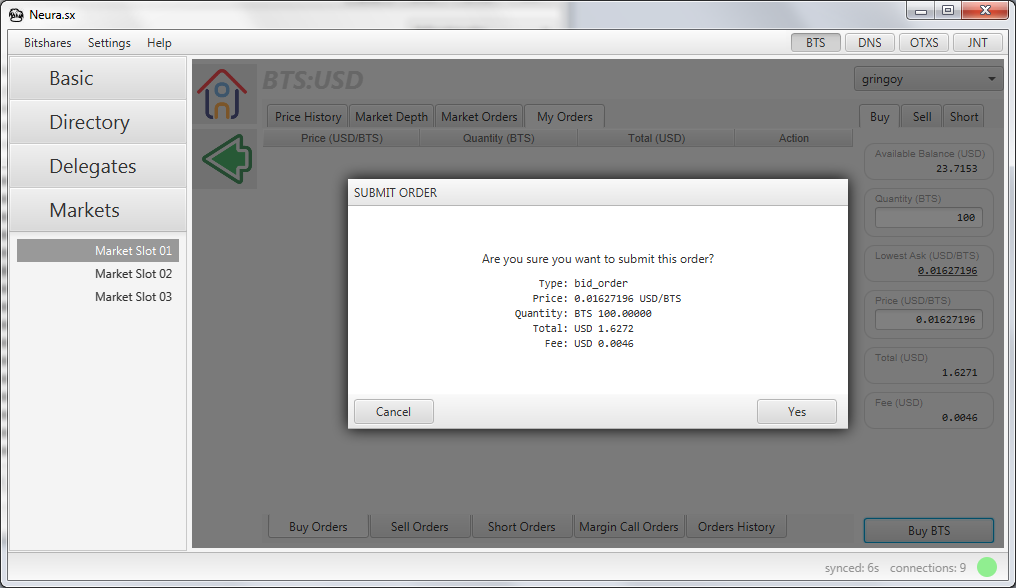 Neura.sx
Bitshares Settings Help BTS DNS OTXS JNT
Basic
Directory
Delegates
Markets
Market Slot 01
Market Slot 02
Market Slot 03
BTS:USD
gringoy
Price History Market Depth Market Orders My Orders
Price (USD/BTS) Quantity (BTS) Total (USD) Action
Buy Sell Short
Available Balance (USD)
23.7153
Quantity (BTS)
100
Lowest Ask (USD/BTS)
0.01627196
Price (USD/BTS)
0.01627196
Total (USD)
1.6271
Fee (USD)
0.0046
SUBMIT ORDER
Are you sure you want to submit this order?
Type: bid_order
Price: 0.01627196 USD/BTS
Quantity: BTS 100.00000
Total: USD 1.6272
Fee: USD 0.0046
Cancel Yes
Buy Orders Sell Orders Short Orders Margin Call Orders Orders History
Buy BTS
synced: 6s connections: 9